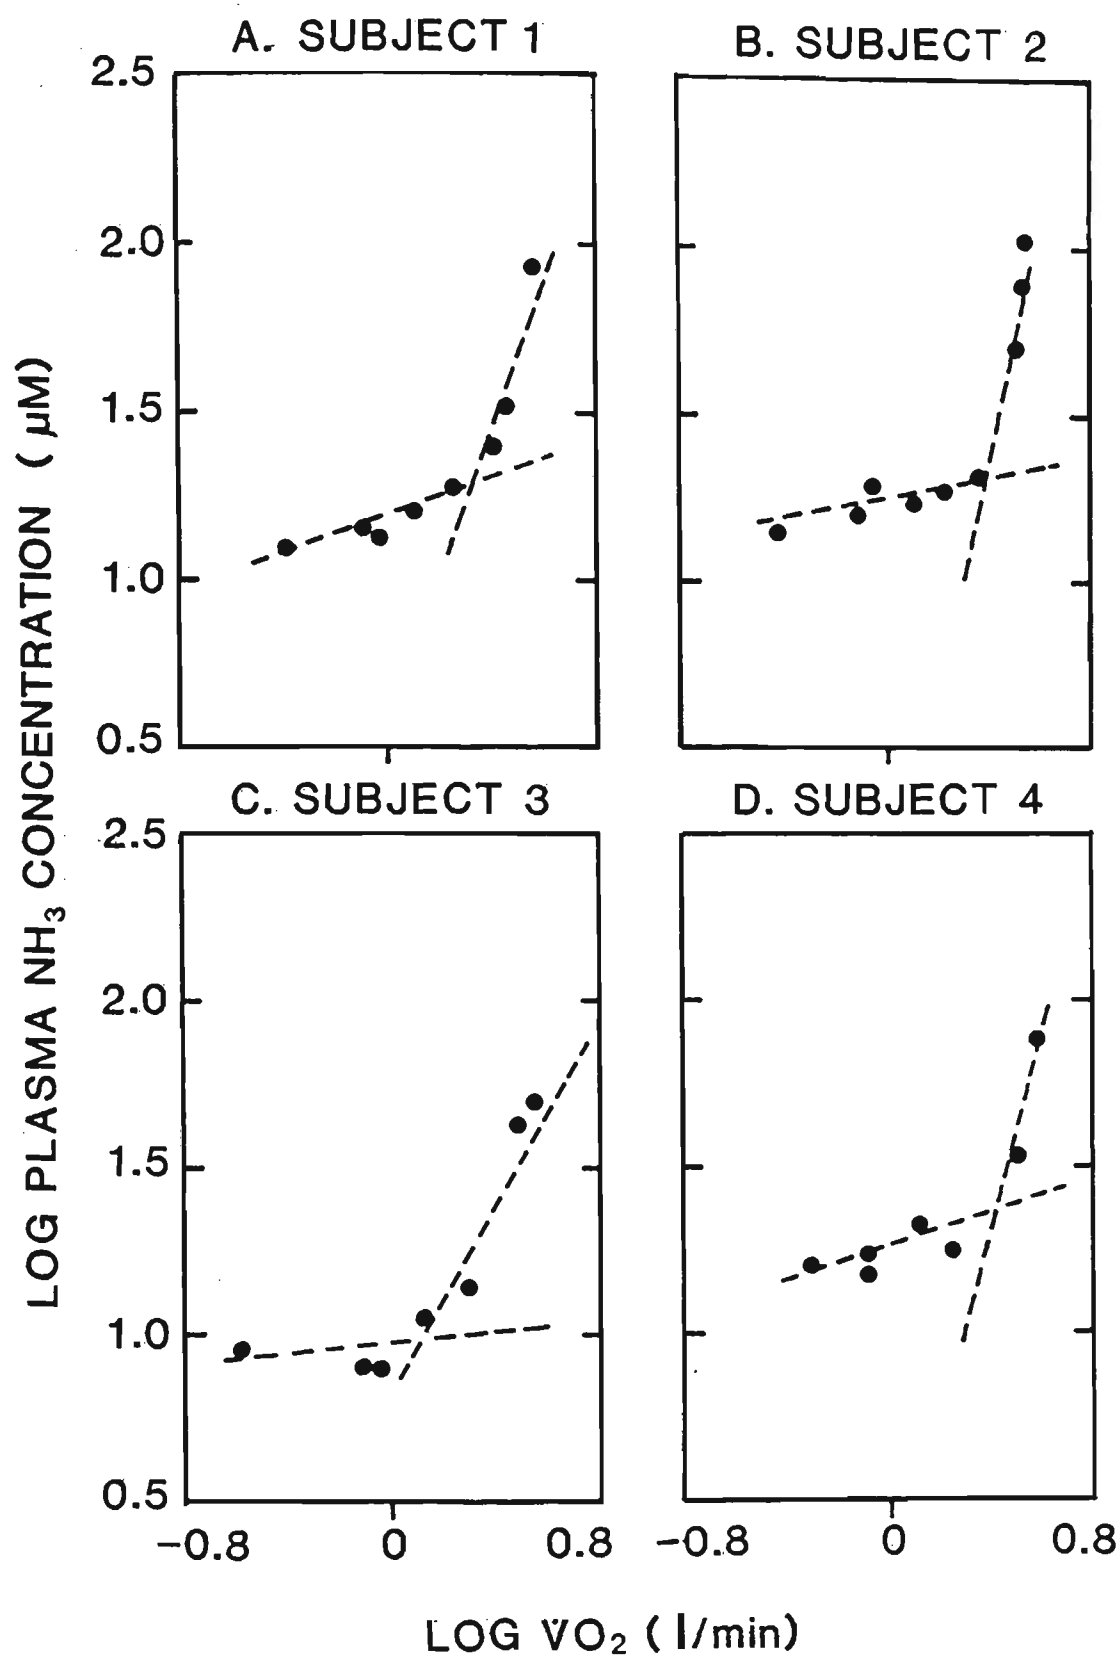 A. SUBJECT 1
B. SUBJECT 2
2.5
2.0
1.5
1.0
0.5
C. SUBJECT 3
D. SUBJECT 4
2.5
2.0
1.5
1.0
0.5
-0.8 0 0.8
-0.8 0 0.8
LOG PLASMA NH₃ CONCENTRATION (µM)
LOG V̇O₂ (l/min)